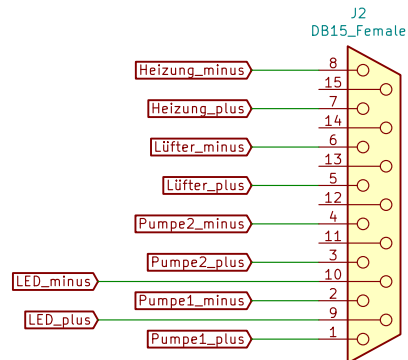 J2
DB15_Female
Heizung_minus 8
15
Heizung_plus 7
14
Lüfter_minus 6
13
Lüfter_plus 5
12
Pumpe2_minus 4
11
Pumpe2_plus 3
LED_minus 10
Pumpe1_minus 2
LED_plus 9
Pumpe1_plus 1